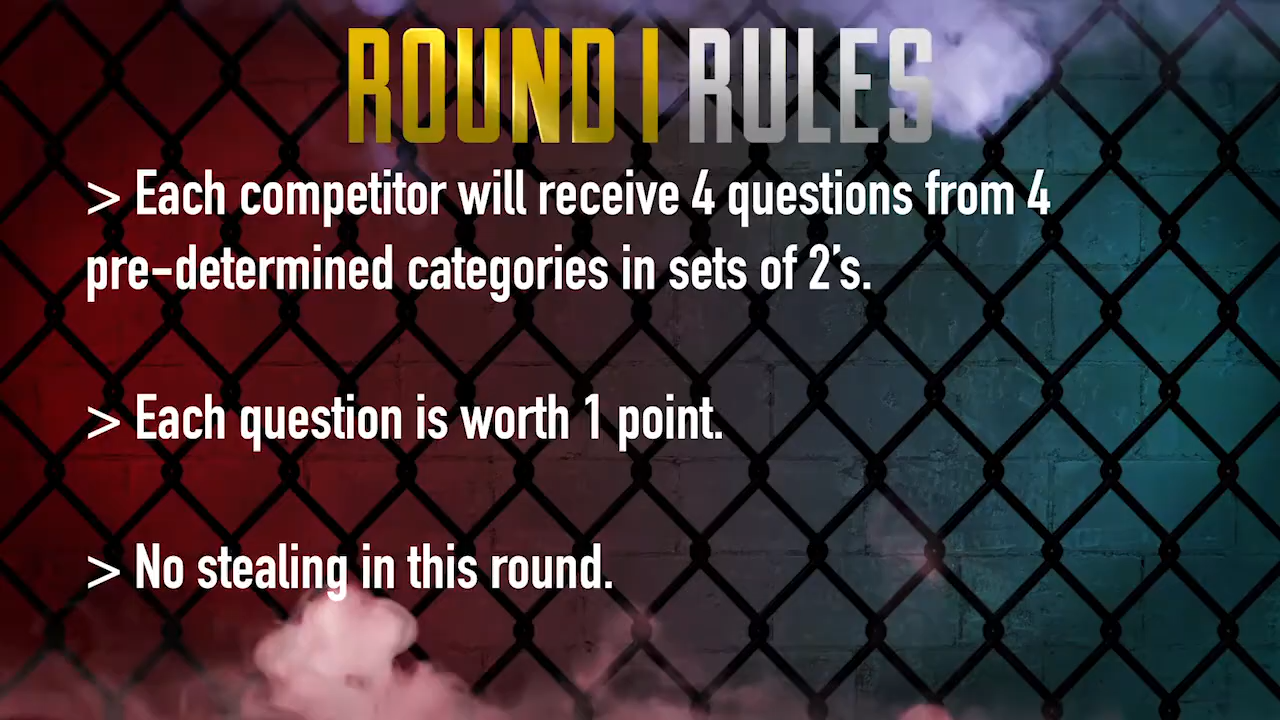 ROUND 1 RULES
> Each competitor will receive 4 questions from 4
pre-determined categories in sets of 2's.
> Each question is worth 1 point.
> No stealing in this round.